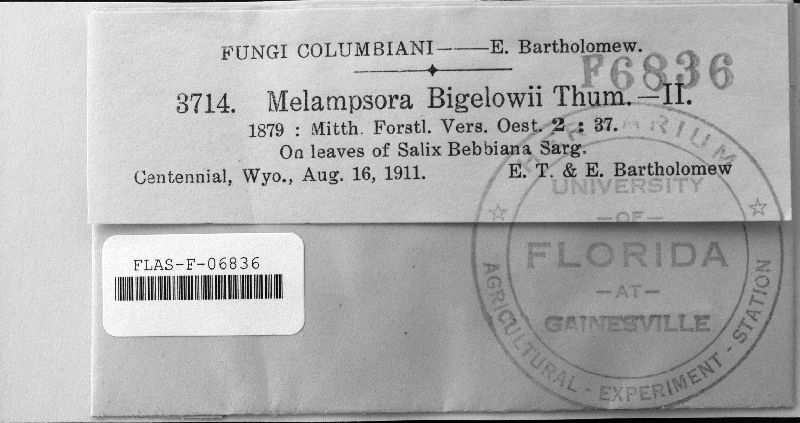 FUNGI COLUMBIANI——E. Bartholomew.
F6836
3714. Melampsora Bigelowii Thum.—II.
1879 : Mitth. Forstl. Vers. Oest. 2 : 37.
On leaves of Salix Bebbiana Sarg.
Centennial, Wyo., Aug. 16, 1911. E. T. & E. Bartholomew
HERBARIUM
UNIVERSITY
—OF—
FLORIDA
—AT—
GAINESVILLE
AGRICULTURAL - EXPERIMENT - STATION
FLAS-F-06836